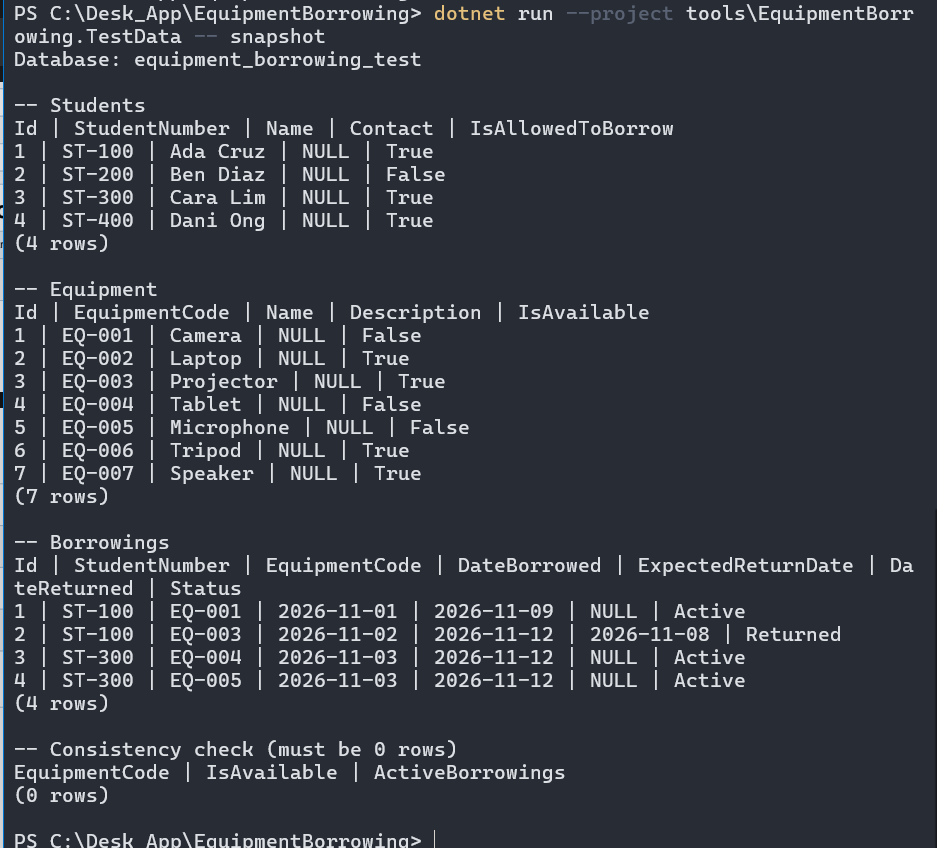 PS C:\Desk_App\EquipmentBorrowing> dotnet run --project tools\EquipmentBorr
owing.TestData -- snapshot
Database: equipment_borrowing_test
-- Students
Id | StudentNumber | Name | Contact | IsAllowedToBorrow
1 | ST-100 | Ada Cruz | NULL | True
2 | ST-200 | Ben Diaz | NULL | False
3 | ST-300 | Cara Lim | NULL | True
4 | ST-400 | Dani Ong | NULL | True
(4 rows)
-- Equipment
Id | EquipmentCode | Name | Description | IsAvailable
1 | EQ-001 | Camera | NULL | False
2 | EQ-002 | Laptop | NULL | True
3 | EQ-003 | Projector | NULL | True
4 | EQ-004 | Tablet | NULL | False
5 | EQ-005 | Microphone | NULL | False
6 | EQ-006 | Tripod | NULL | True
7 | EQ-007 | Speaker | NULL | True
(7 rows)
-- Borrowings
Id | StudentNumber | EquipmentCode | DateBorrowed | ExpectedReturnDate | Da
teReturned | Status
1 | ST-100 | EQ-001 | 2026-11-01 | 2026-11-09 | NULL | Active
2 | ST-100 | EQ-003 | 2026-11-02 | 2026-11-12 | 2026-11-08 | Returned
3 | ST-300 | EQ-004 | 2026-11-03 | 2026-11-12 | NULL | Active
4 | ST-300 | EQ-005 | 2026-11-03 | 2026-11-12 | NULL | Active
(4 rows)
-- Consistency check (must be 0 rows)
EquipmentCode | IsAvailable | ActiveBorrowings
(0 rows)
PS C:\Desk_App\EquipmentBorrowing>